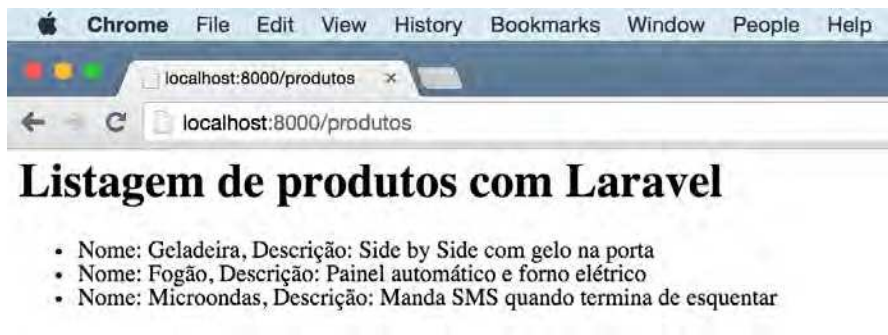 Chrome File Edit View History Bookmarks Window People Help
localhost:8000/produtos
localhost:8000/produtos
Listagem de produtos com Laravel
• Nome: Geladeira, Descrição: Side by Side com gelo na porta
• Nome: Fogão, Descrição: Painel automático e forno elétrico
• Nome: Microondas, Descrição: Manda SMS quando termina de esquentar